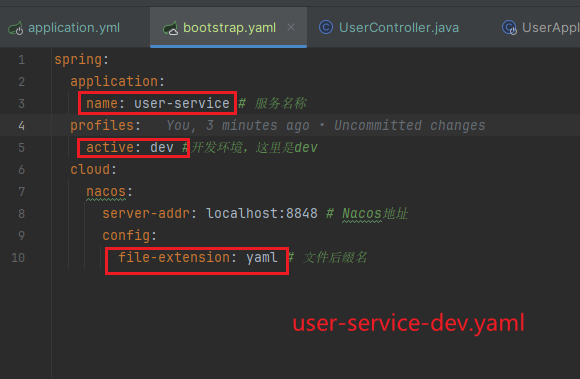 application.yml bootstrap.yaml × UserController.java UserAppl
1 spring:
2 application:
3 name: user-service # 服务名称
4 profiles: You, 3 minutes ago • Uncommitted changes
5 active: dev #开发环境，这里是dev
6 cloud:
7 nacos:
8 server-addr: localhost:8848 # Nacos地址
9 config:
10 file-extension: yaml # 文件后缀名
user-service-dev.yaml